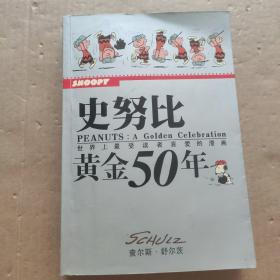 SNOOPY
史努比
PEANUTS: A Golden Celebration
世界上最受读者喜爱的漫画
黄金50年
SCHULZ
查尔斯·舒尔茨